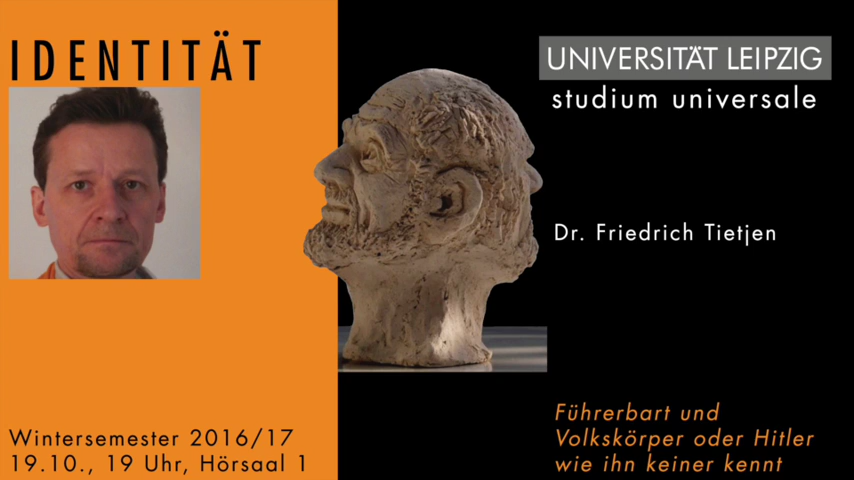 IDENTITÄT
UNIVERSITÄT LEIPZIG
studium universale
Dr. Friedrich Tietjen
Wintersemester 2016/17
19.10., 19 Uhr, Hörsaal 1
Führerbart und
Volkskörper oder Hitler
wie ihn keiner kennt